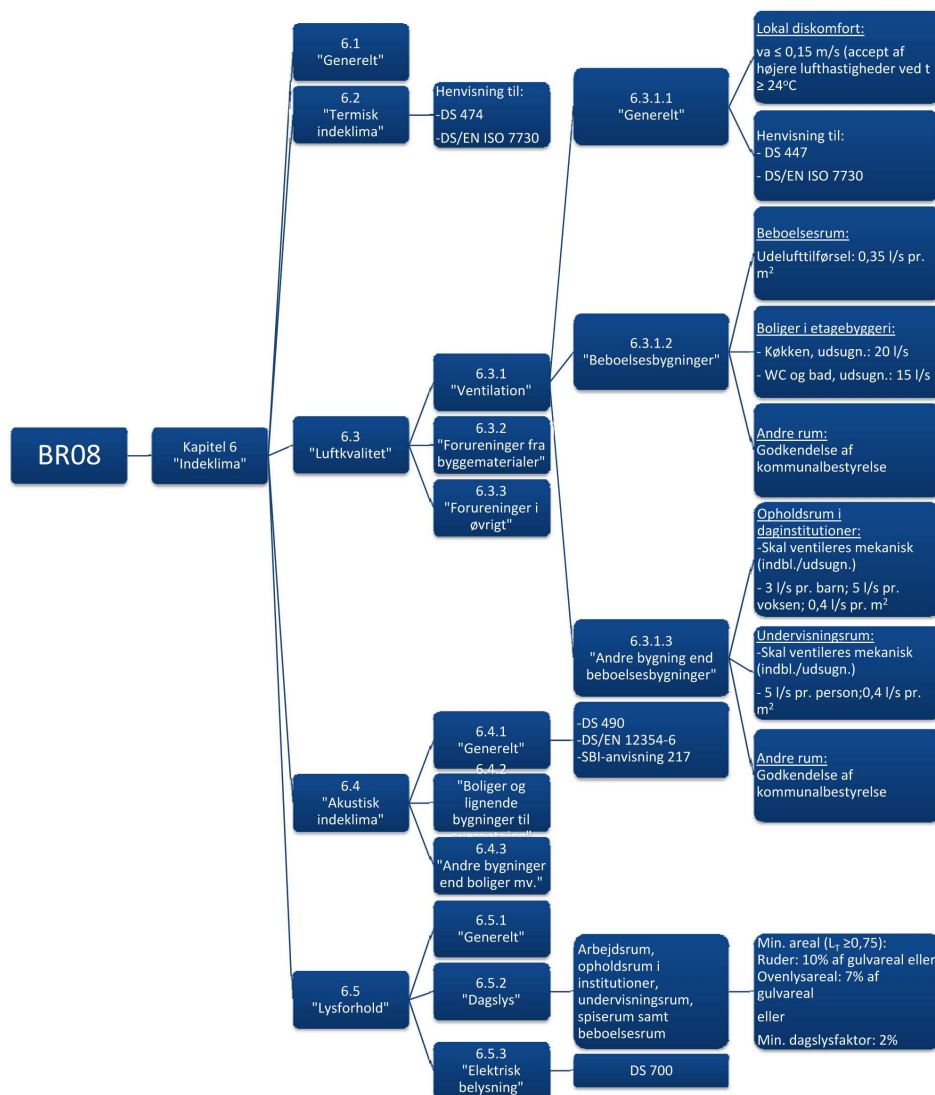 BR08
Kapitel 6
"Indeklima"
6.1
"Generelt"
6.2
"Termisk
indeklima"
Henvisning til:
-DS 474
-DS/EN ISO 7730
6.3
"Luftkvalitet"
6.3.1
"Ventilation"
6.3.1.1
"Generelt"
Lokal diskomfort:
va ≤ 0,15 m/s (accept af
højere lufthastigheder ved t
≥ 24°C
Henvisning til:
- DS 447
- DS/EN ISO 7730
6.3.1.2
"Beboelsesbygninger"
Beboelsesrum:
Udelufttilførsel: 0,35 l/s pr.
m²
Boliger i etagebyggeri:
- Køkken, udsugn.: 20 l/s
- WC og bad, udsugn.: 15 l/s
Andre rum:
Godkendelse af
kommunalbestyrelse
6.3.1.3
"Andre bygning end
beboelsesbygninger"
Opholdsrum i
daginstitutioner:
-Skal ventileres mekanisk
(indbl./udsugn.)
- 3 l/s pr. barn; 5 l/s pr.
voksen; 0,4 l/s pr. m²
Undervisningsrum:
-Skal ventileres mekanisk
(indbl./udsugn.)
- 5 l/s pr. person;0,4 l/s pr.
m²
Andre rum:
Godkendelse af
kommunalbestyrelse
6.3.2
"Forureninger fra
byggematerialer"
6.3.3
"Forureninger i
øvrigt"
6.4
"Akustisk
indeklima"
6.4.1
"Generelt"
-DS 490
-DS/EN 12354-6
-SBI-anvisning 217
6.4.2
"Boliger og
lignende
bygninger til
6.4.3
"Andre bygninger
end boliger mv."
6.5
"Lysforhold"
6.5.1
"Generelt"
6.5.2
"Dagslys"
Arbejdsrum,
opholdsrum i
institutioner,
undervisningsrum,
spiserum samt
beboelsesrum
Min. areal (L_T ≥0,75):
Ruder: 10% af gulvareal eller
Ovenlysareal: 7% af
gulvareal
eller
Min. dagslysfaktor: 2%
6.5.3
"Elektrisk
belysning"
DS 700